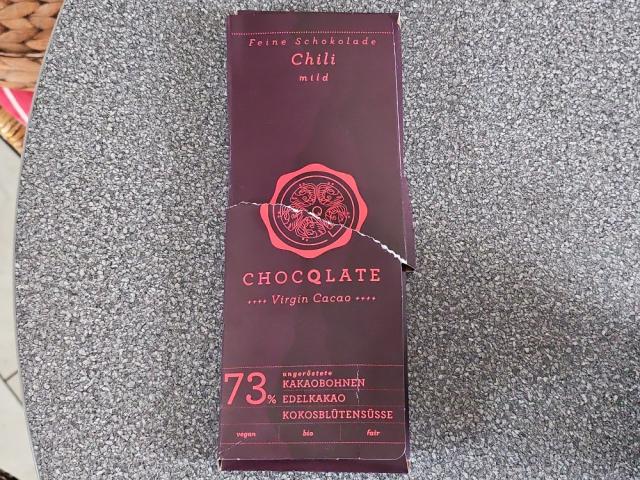 Feine Schokolade
Chili
mild
CHOCQLATE
++++ Virgin Cacao ++++
73%
ungeröstete
KAKAOBOHNEN
EDELKAKAO
KOKOSBLÜTENSÜSSE
vegan bio fair